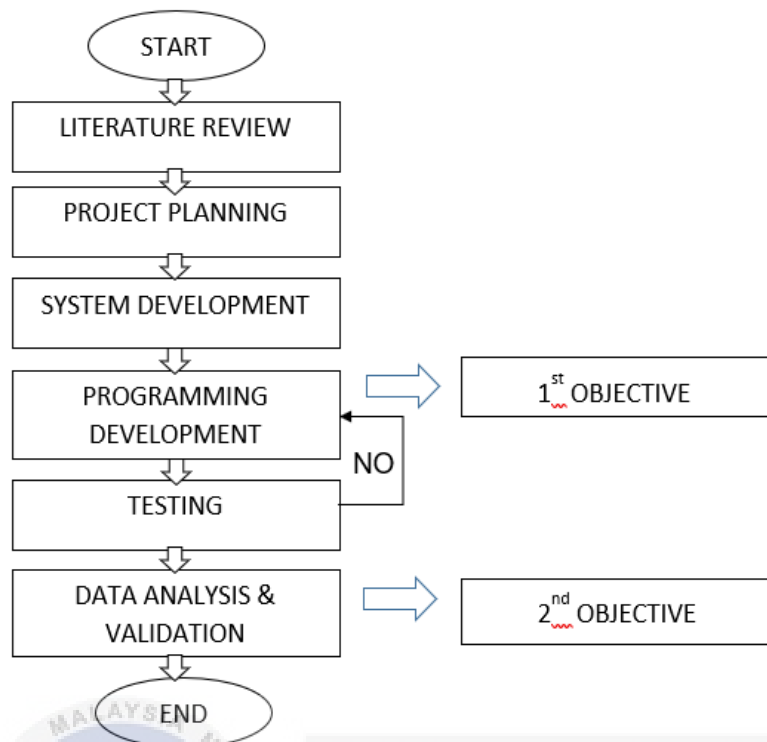 START
LITERATURE REVIEW
PROJECT PLANNING
SYSTEM DEVELOPMENT
PROGRAMMING
DEVELOPMENT
1st OBJECTIVE
NO
TESTING
DATA ANALYSIS &
VALIDATION
2nd OBJECTIVE
END
MALAYSIA